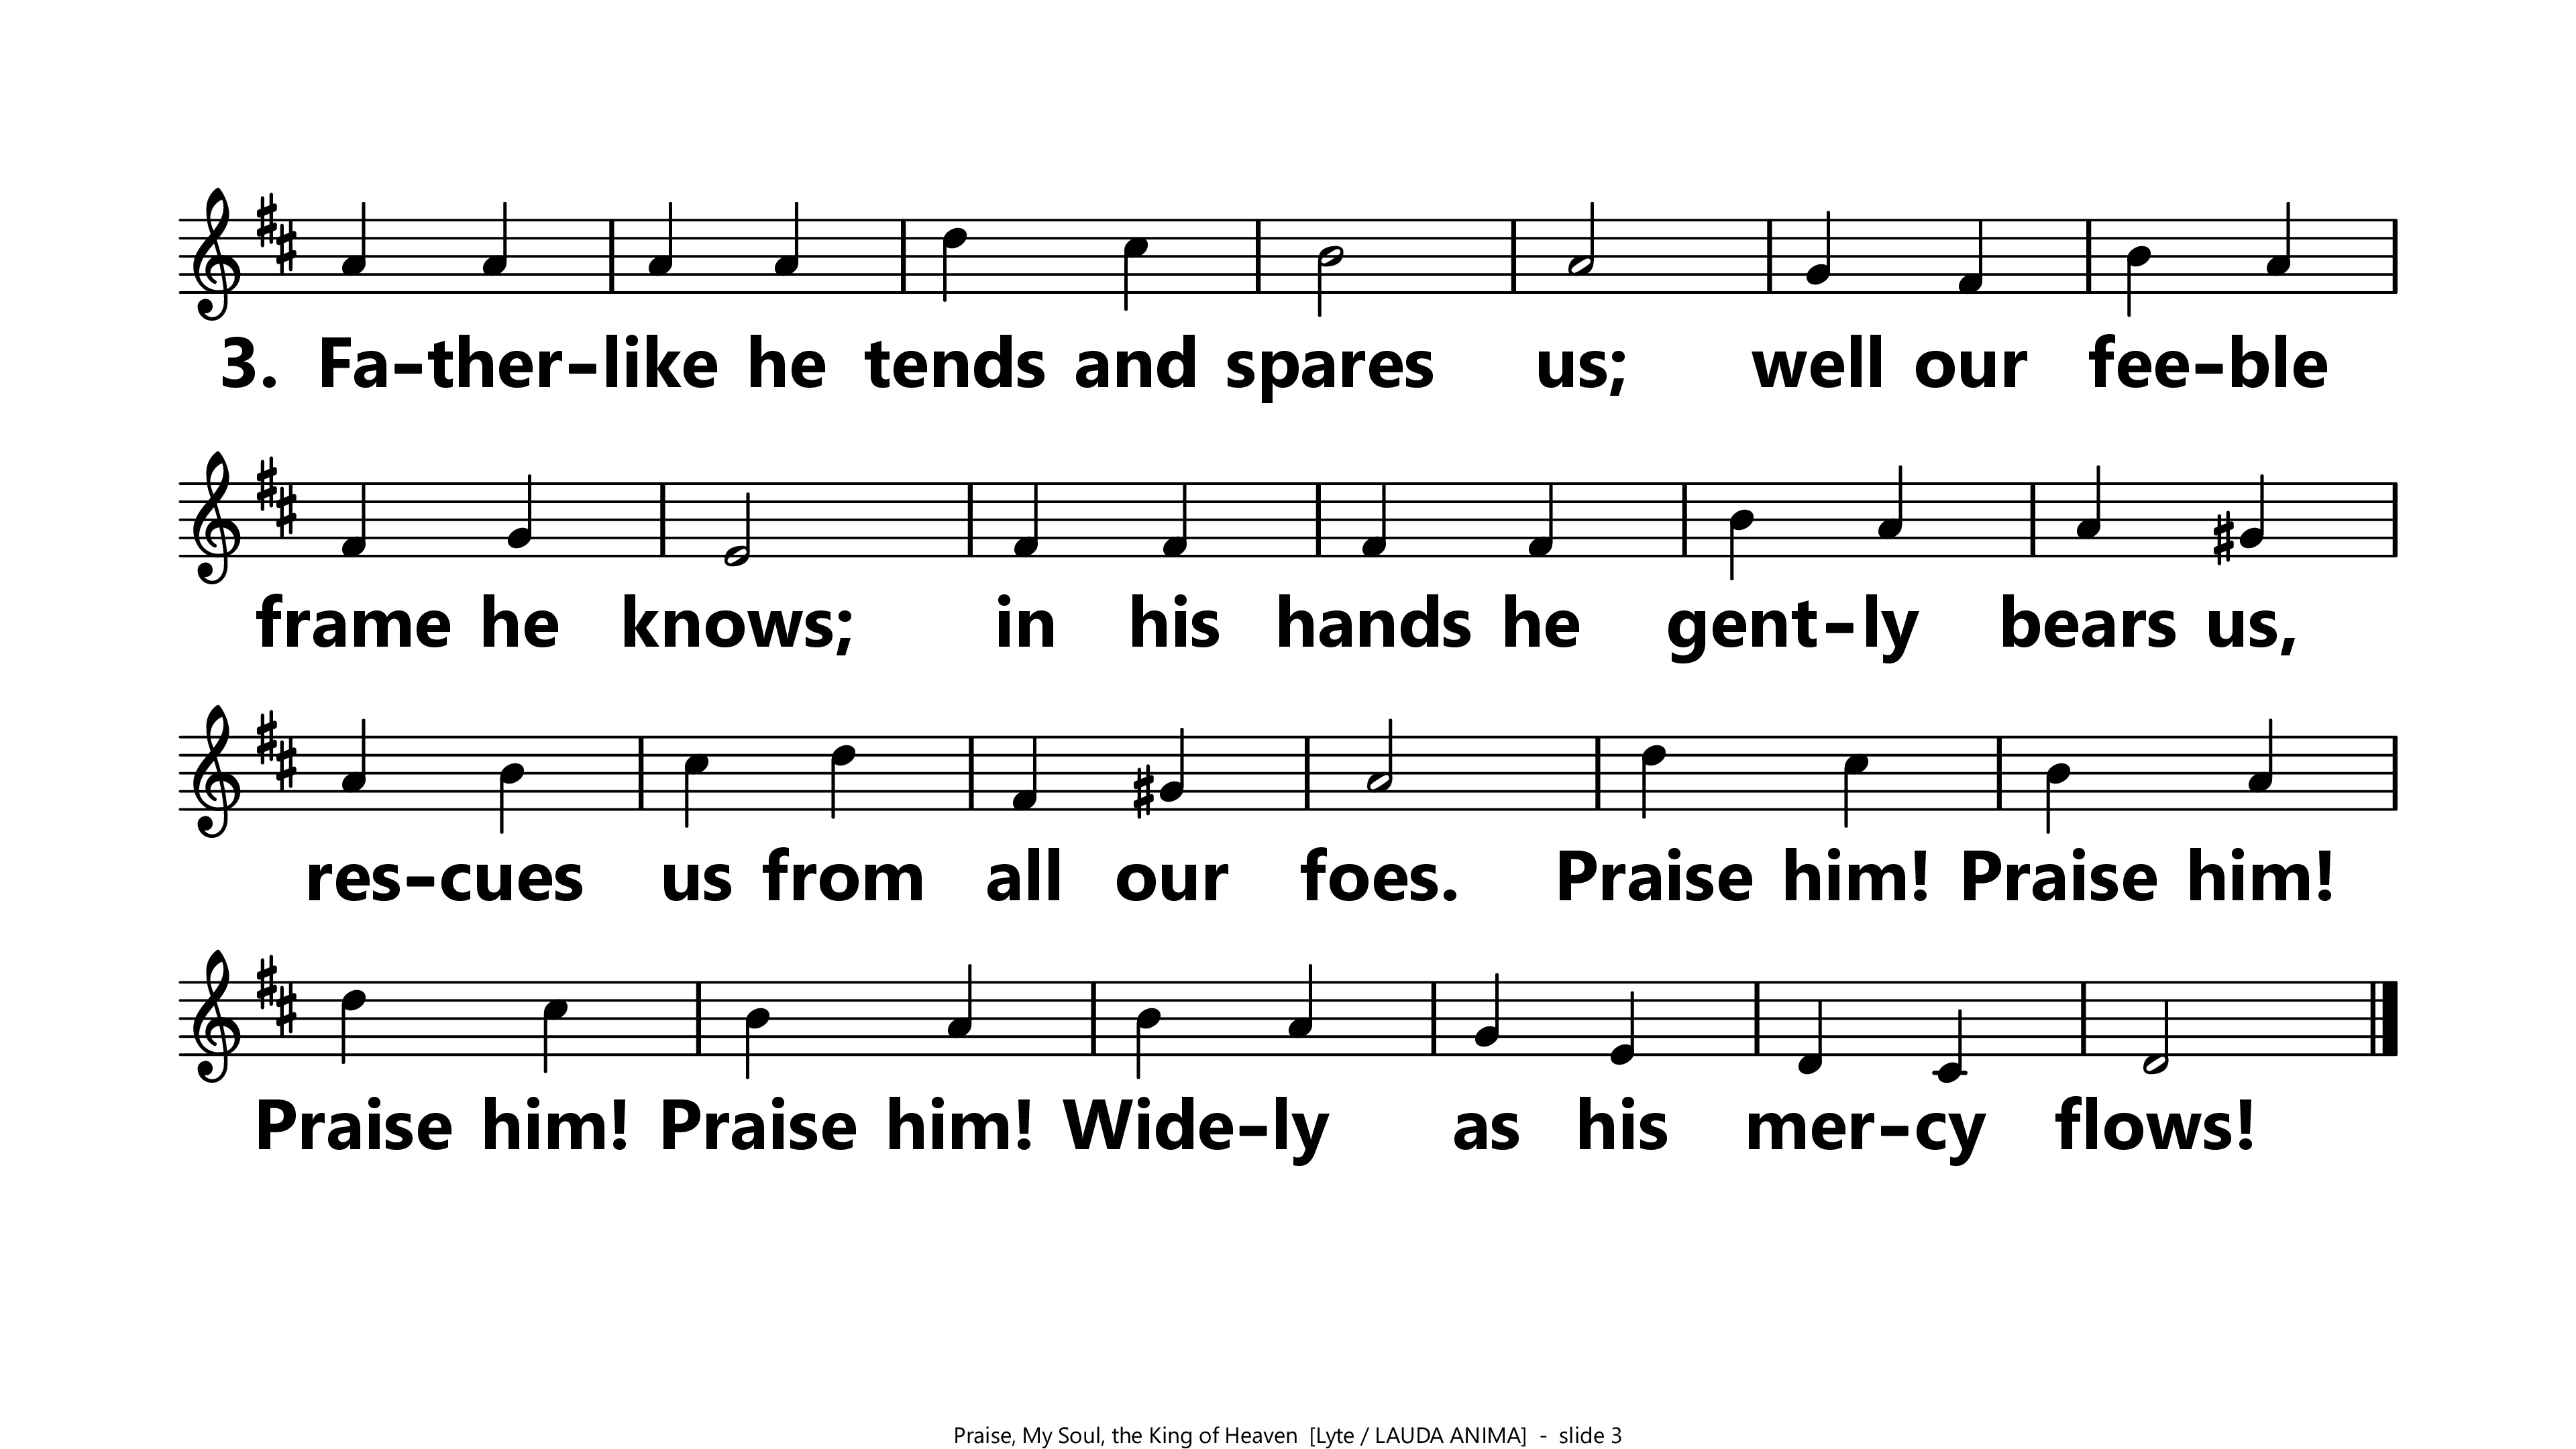 3. Fa-ther-like he tends and spares us; well our fee-ble
frame he knows; in his hands he gent-ly bears us,
res-cues us from all our foes. Praise him! Praise him!
Praise him! Praise him! Wide-ly as his mer-cy flows!
Praise, My Soul, the King of Heaven [Lyte / LAUDA ANIMA] - slide 3